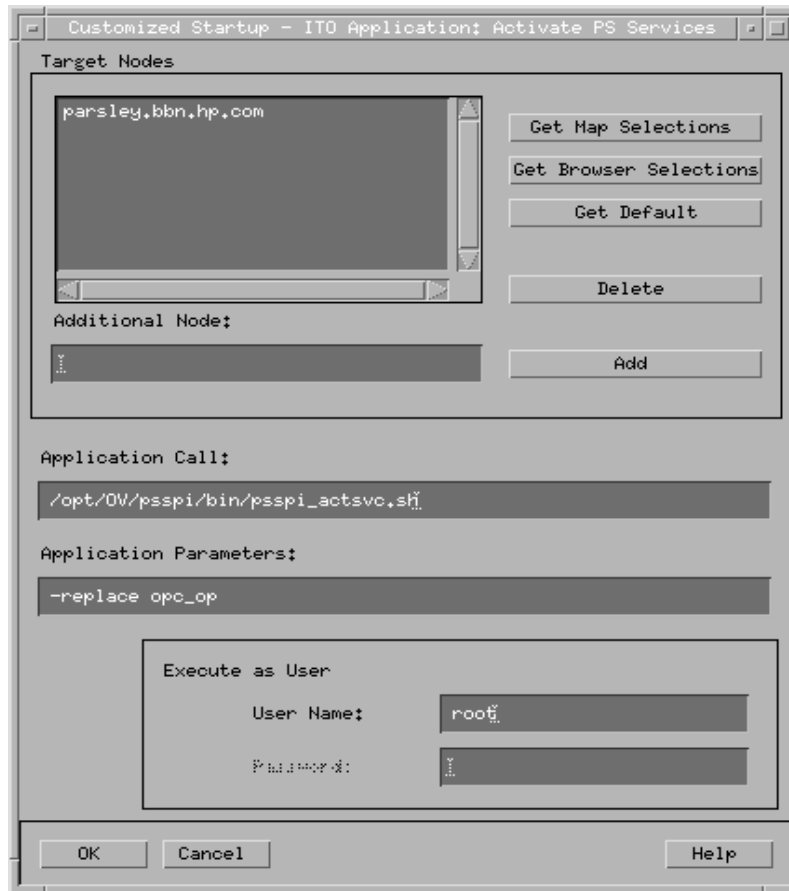 Customized Startup - ITO Application: Activate PS Services
Target Nodes
parsley.bbn.hp.com
Get Map Selections
Get Browser Selections
Get Default
Delete
Additional Node:
Add
Application Call:
/opt/OV/psspi/bin/psspi_actsvc.sh
Application Parameters:
-replace opc_op
Execute as User
User Name:
root
Password:
OK
Cancel
Help